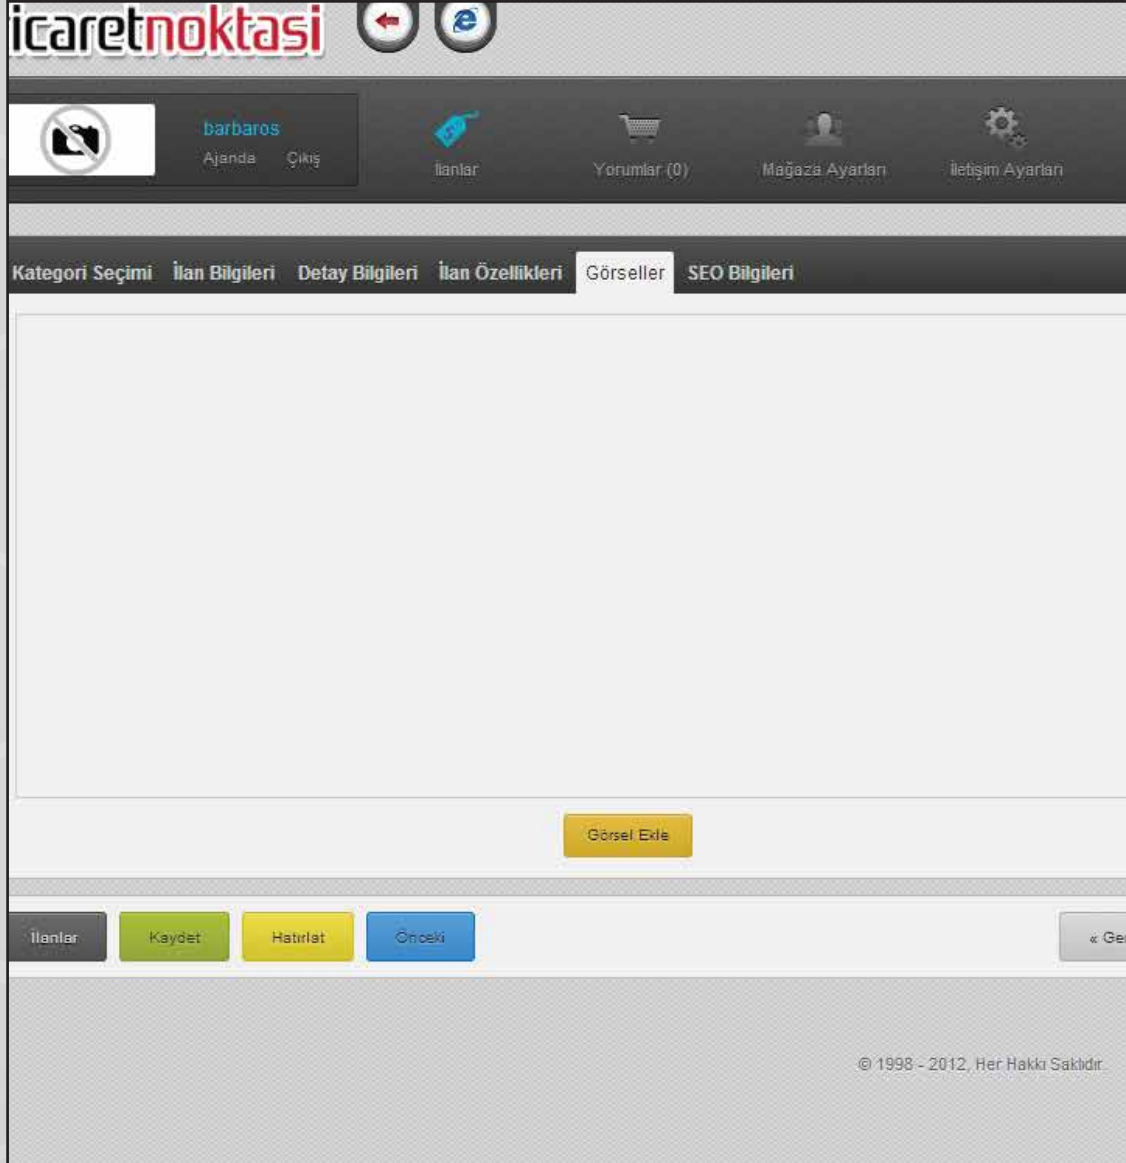 icaretnoktasi
barbaros
Ajanda Çıkış
İlanlar Yorumlar (0) Mağaza Ayarları İletişim Ayarları
Kategori Seçimi İlan Bilgileri Detay Bilgileri İlan Özellikleri Görseller SEO Bilgileri
Görsel Ekle
İlanlar Kaydet Hatırlat Önceki « Ger
© 1998 - 2012, Her Hakkı Saklıdır.